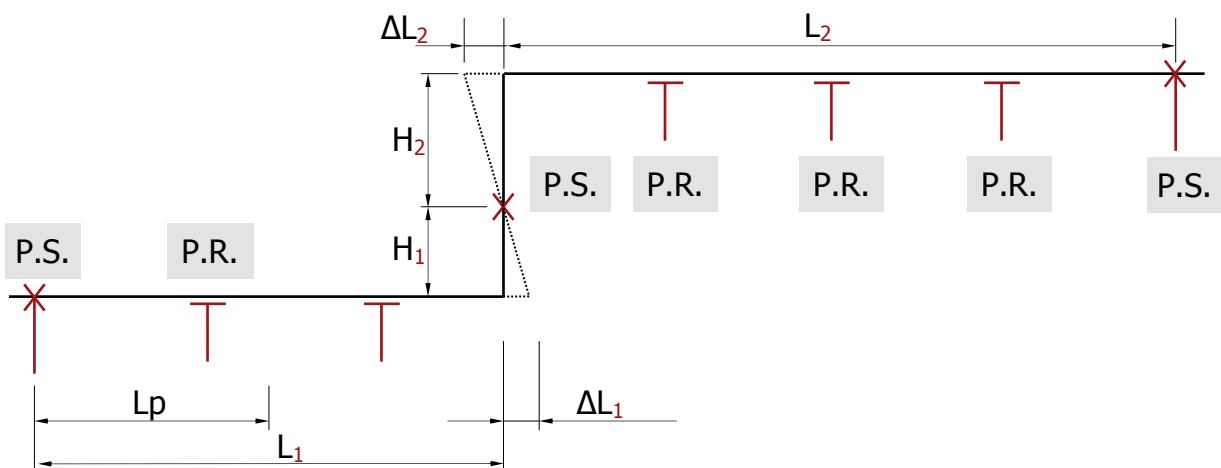 ΔL₂
L₂
H₂
P.S.
P.R.
P.R.
P.R.
P.S.
H₁
P.S.
P.R.
Lp
ΔL₁
L₁